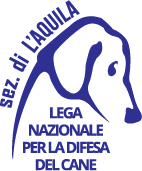 sez. di L'AQUILA
LEGA
NAZIONALE
PER LA DIFESA
DEL CANE